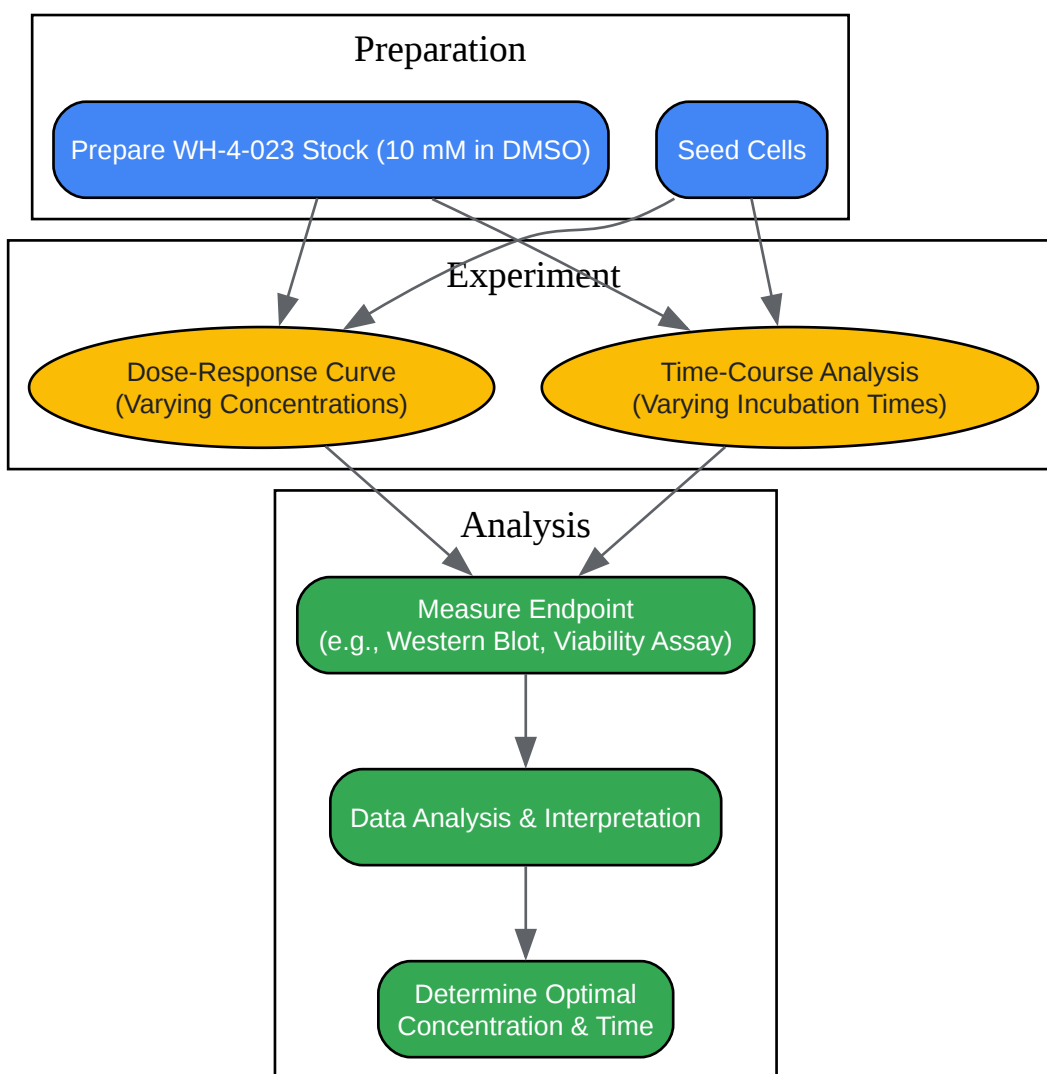 Preparation
Prepare WH-4-023 Stock (10 mM in DMSO)
Seed Cells
Experiment
Dose-Response Curve
(Varying Concentrations)
Time-Course Analysis
(Varying Incubation Times)
Analysis
Measure Endpoint
(e.g., Western Blot, Viability Assay)
Data Analysis & Interpretation
Determine Optimal
Concentration & Time